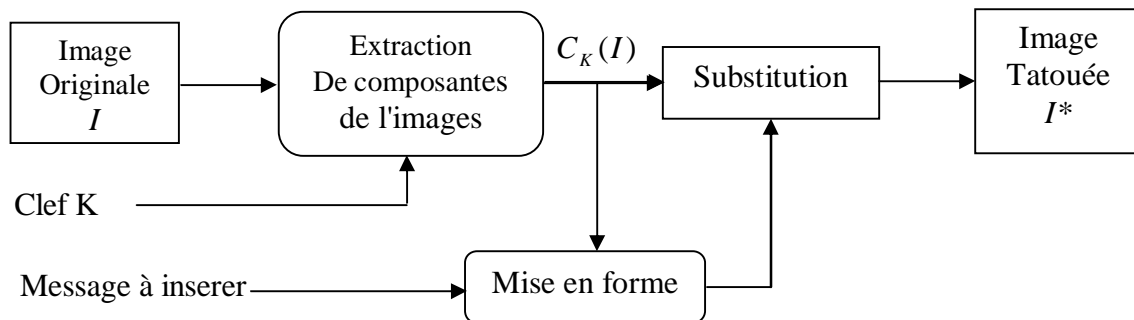 Image
Originale
I
Extraction
De composantes
de l'images
C_K(I)
Substitution
Image
Tatouée
I*
Clef K
Message à inserer
Mise en forme